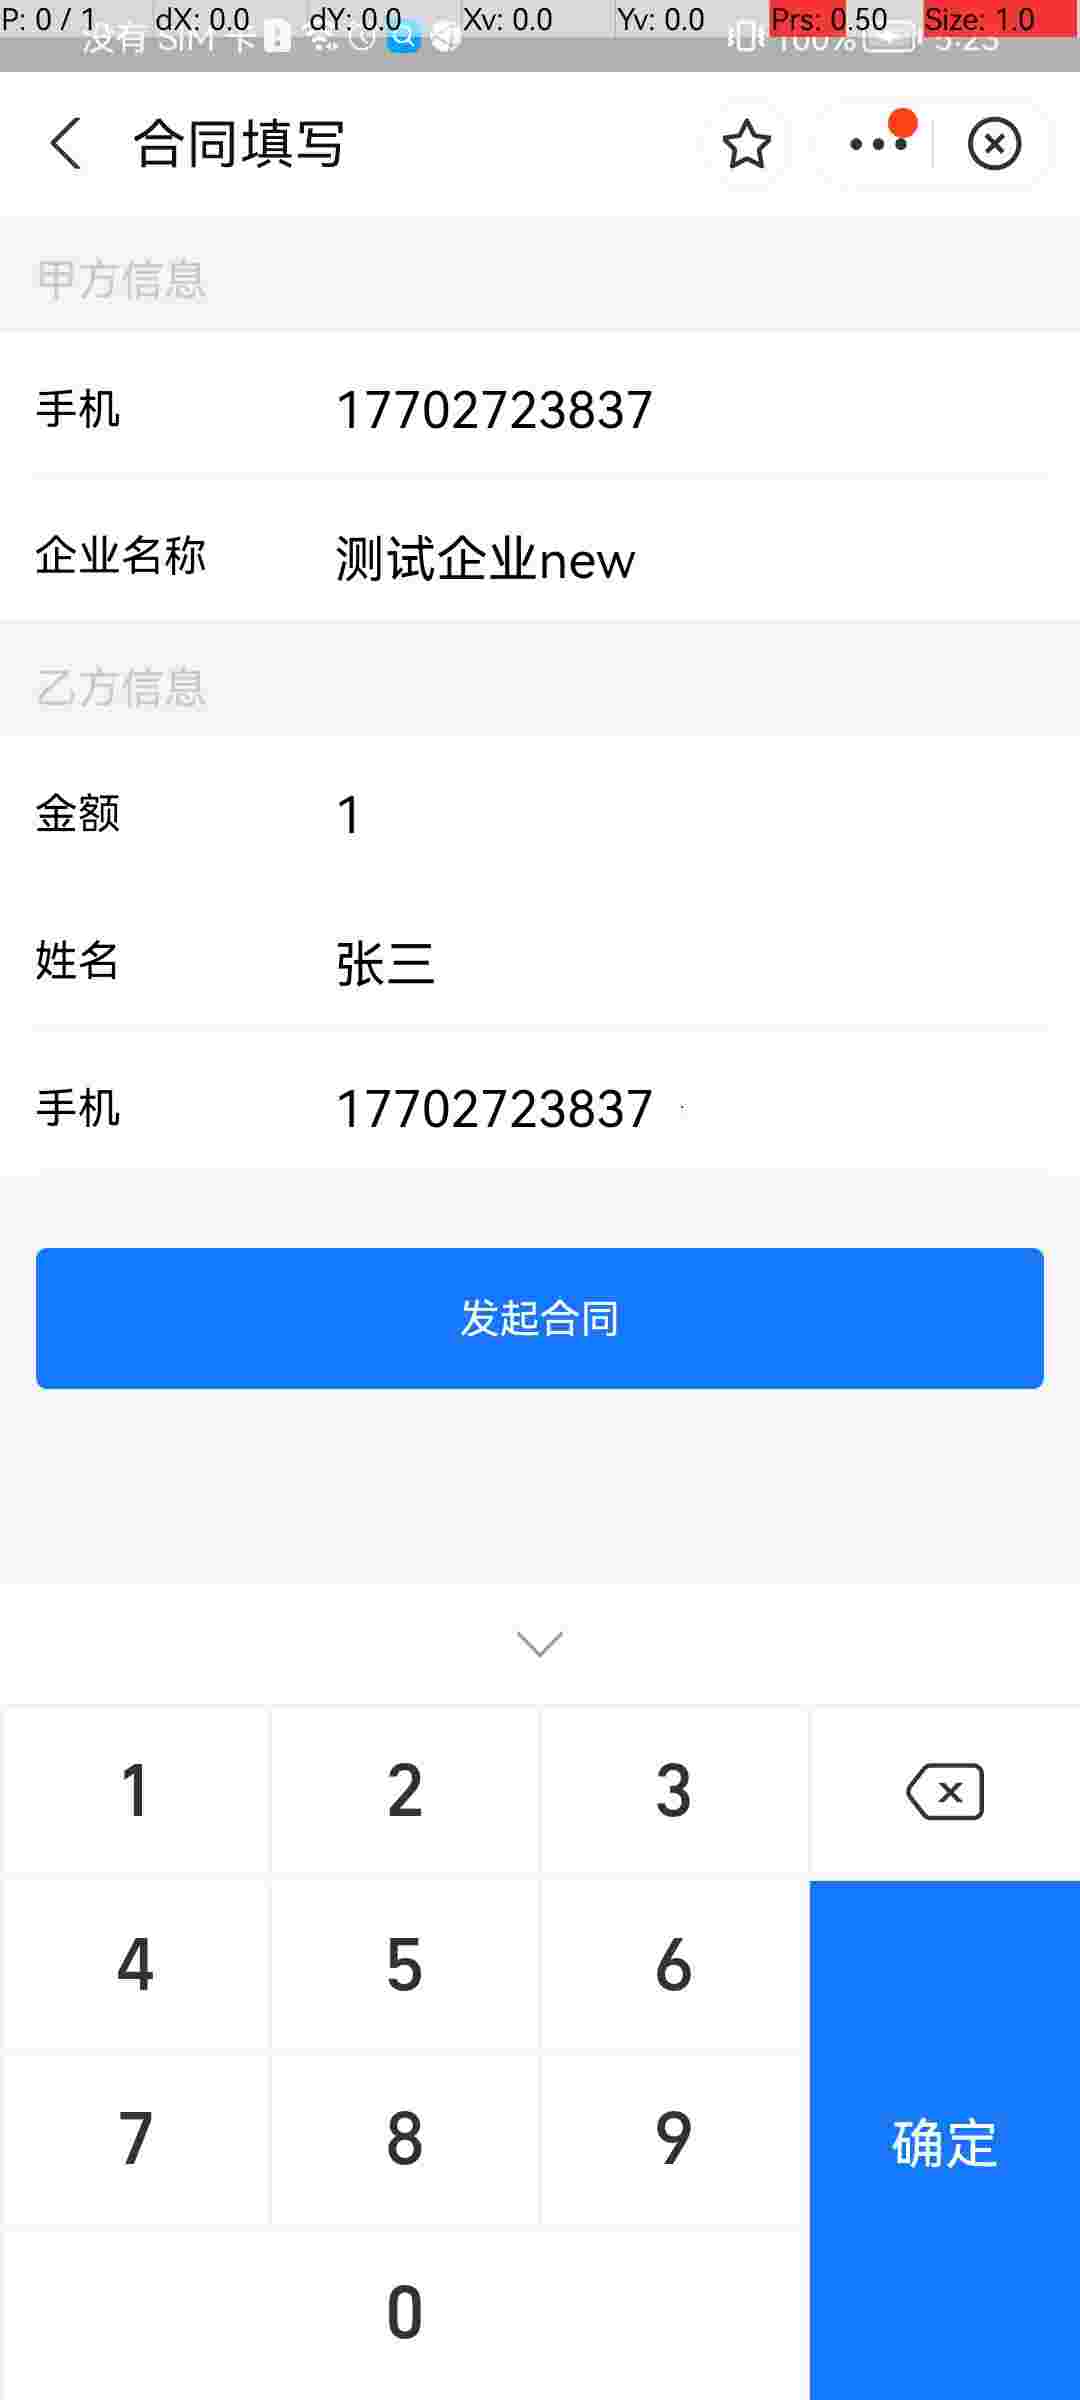 P: 0 / 1 dX: 0.0 dY: 0.0 Xv: 0.0 Yv: 0.0 Prs: 0.50 Size: 1.0
没有 SIM 卡 100% 5:23
合同填写
甲方信息
手机 17702723837
企业名称 测试企业new
乙方信息
金额 1
姓名 张三
手机 17702723837
发起合同
1 2 3
4 5 6
7 8 9 确定
0